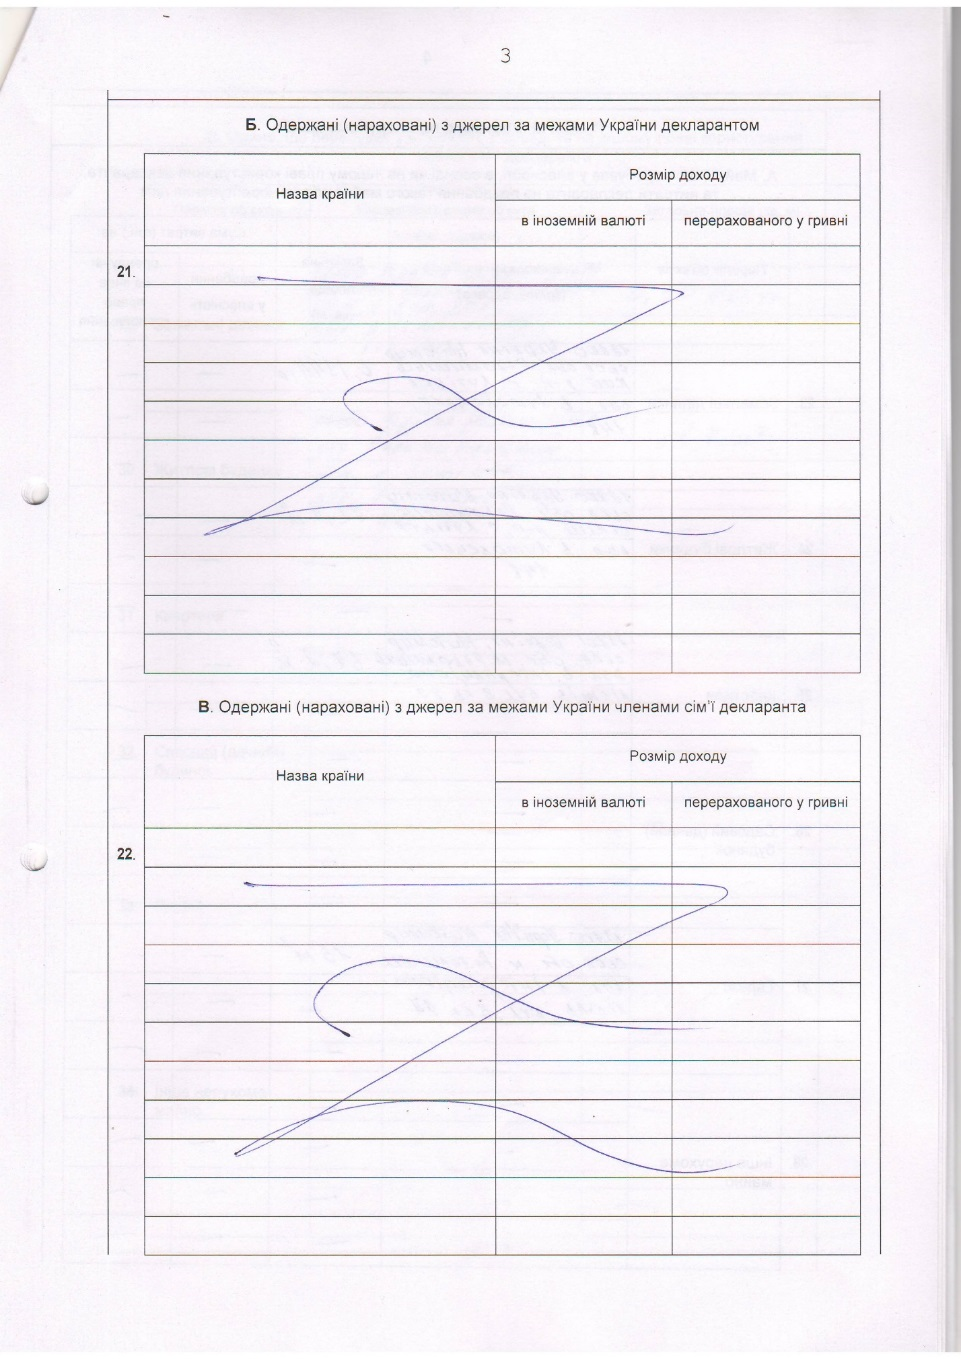 3
Б. Одержані (нараховані) з джерел за межами України декларантом
Назва країни
Розмір доходу
в іноземній валюті
перерахованого у гривні
21.
В. Одержані (нараховані) з джерел за межами України членами сім'ї декларанта
Назва країни
Розмір доходу
в іноземній валюті
перерахованого у гривні
22.